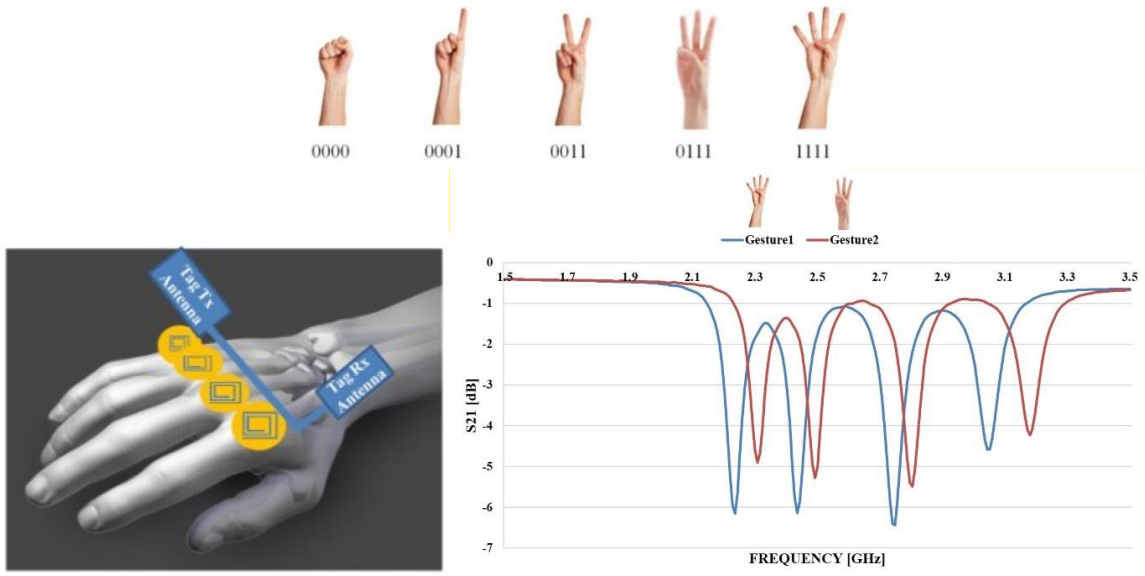 0000 0001 0011 0111 1111
Tag Tx
Antenna
Tag Rx
Antenna
Gesture1 Gesture2
0
1.5 1.7 1.9 2.1 2.3 2.5 2.7 2.9 3.1 3.3 3.5
-1
-2
-3
-4
-5
-6
-7
S21 [dB]
FREQUENCY [GHz]